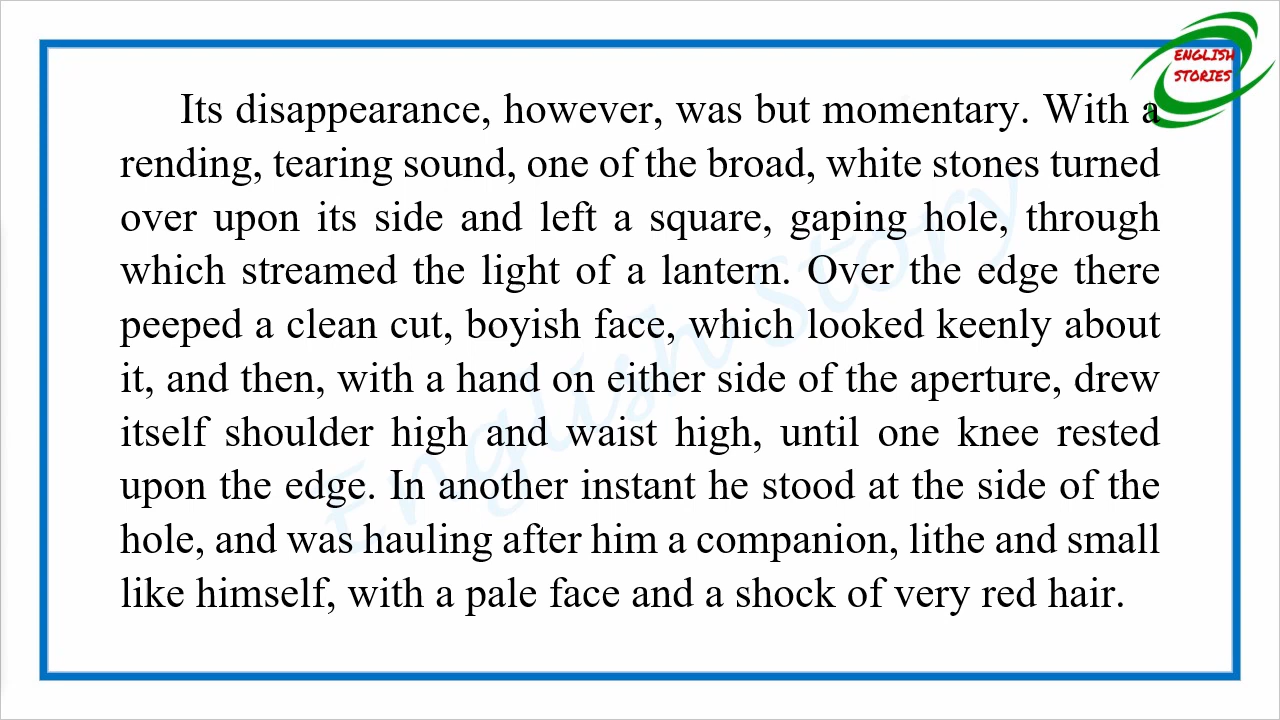 ENGLISH
STORIES
Its disappearance, however, was but momentary. With a
rending, tearing sound, one of the broad, white stones turned
over upon its side and left a square, gaping hole, through
which streamed the light of a lantern. Over the edge there
peeped a clean cut, boyish face, which looked keenly about
it, and then, with a hand on either side of the aperture, drew
itself shoulder high and waist high, until one knee rested
upon the edge. In another instant he stood at the side of the
hole, and was hauling after him a companion, lithe and small
like himself, with a pale face and a shock of very red hair.
English Story